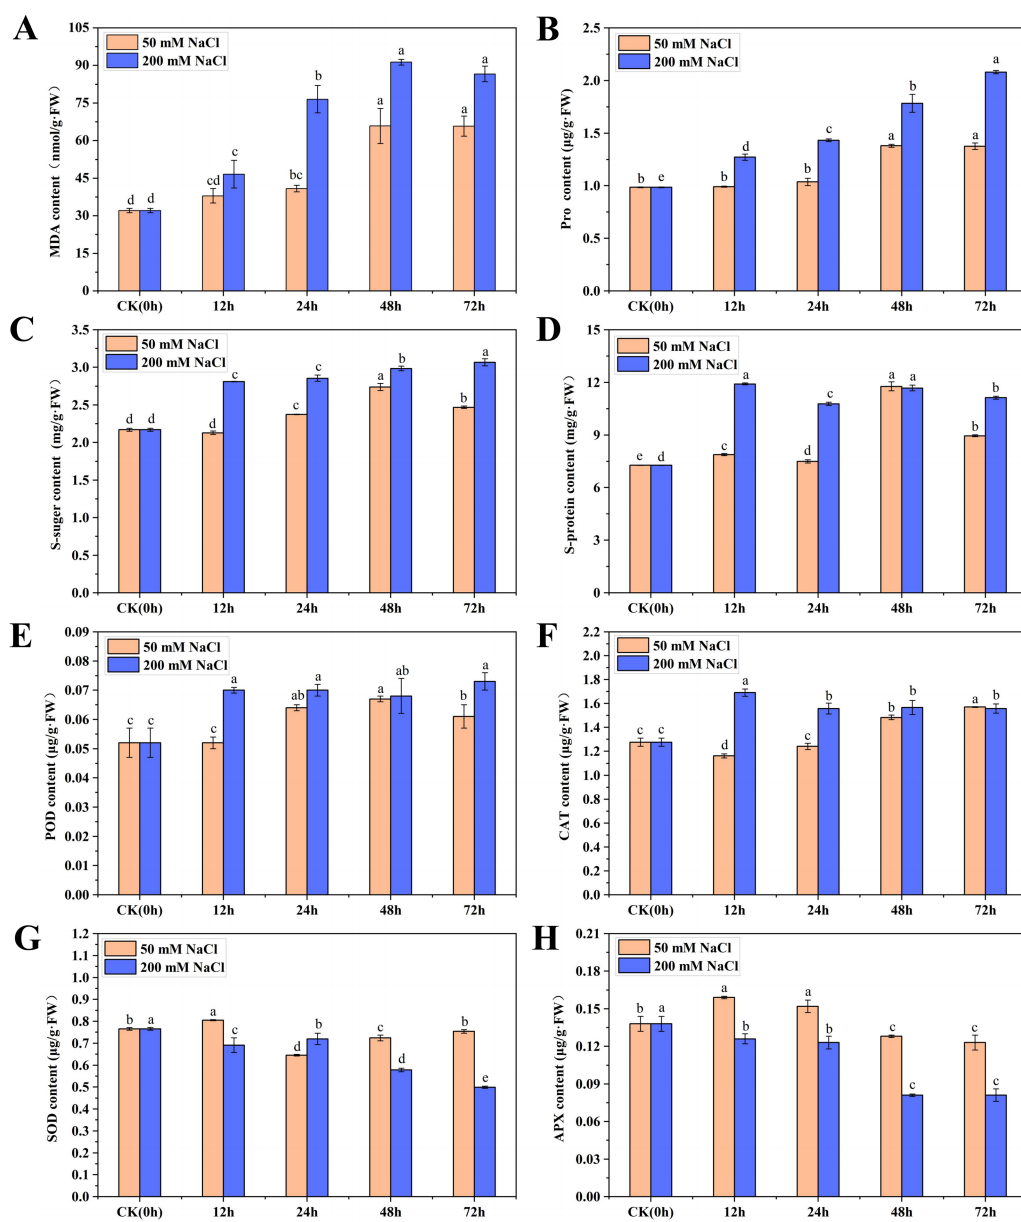 A
MDA content（nmol/g·FW)
105
90
75
60
45
30
15
0
50 mM NaCl
200 mM NaCl
d d cd c bc b a a a a
CK(0h) 12h 24h 48h 72h
B
Pro content (μg/g·FW)
2.5
2.0
1.5
1.0
0.5
0.0
50 mM NaCl
200 mM NaCl
b e b d b c a b a a
CK(0h) 12h 24h 48h 72h
C
S-suger content (mg/g·FW）
3.5
3.0
2.5
2.0
1.5
1.0
0.5
0.0
50 mM NaCl
200 mM NaCl
d d d c c c a b b a
CK(0h) 12h 24h 48h 72h
D
S-protein content (mg/g·FW）
15
12
9
6
3
0
50 mM NaCl
200 mM NaCl
e d c a d c a a b b
CK(0h) 12h 24h 48h 72h
E
POD content (μg/g·FW）
0.09
0.08
0.07
0.06
0.05
0.04
0.03
0.02
0.01
0.00
50 mM NaCl
200 mM NaCl
c c c a ab a a ab b a
CK(0h) 12h 24h 48h 72h
F
CAT content (μg/g·FW）
2.2
2.0
1.8
1.6
1.4
1.2
1.0
0.8
0.6
0.4
0.2
0.0
50 mM NaCl
200 mM NaCl
c c d a c b b b a b
CK(0h) 12h 24h 48h 72h
G
SOD content (μg/g·FW）
1.2
1.1
1.0
0.9
0.8
0.7
0.6
0.5
0.4
0.3
0.2
0.1
0.0
50 mM NaCl
200 mM NaCl
b a a c d b c d b e
CK(0h) 12h 24h 48h 72h
H
APX content (μg/g·FW）
0.21
0.18
0.15
0.12
0.09
0.06
0.03
0.00
50 mM NaCl
200 mM NaCl
b a a b a b c c c c
CK(0h) 12h 24h 48h 72h